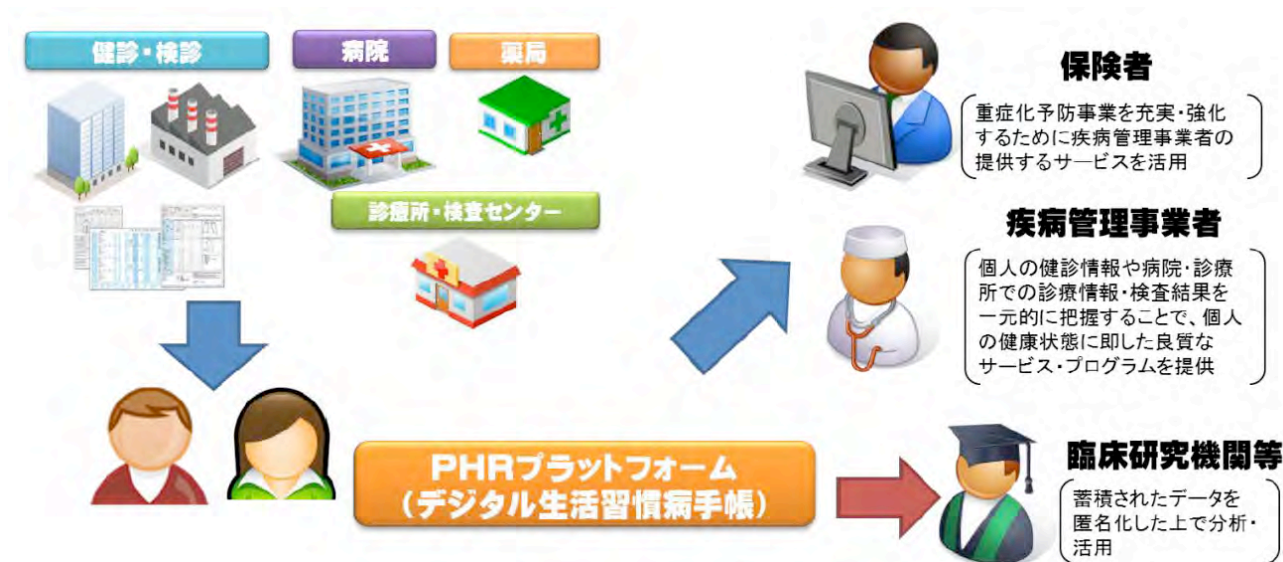 健診・検診
病院
薬局
診療所・検査センター
保険者
重症化予防事業を充実・強化
するために疾病管理事業者の
提供するサービスを活用
疾病管理事業者
個人の健診情報や病院・診療
所での診療情報・検査結果を
一元的に把握することで、個人
の健康状態に即した良質な
サービス・プログラムを提供
PHRプラットフォーム
(デジタル生活習慣病手帳)
臨床研究機関等
蓄積されたデータを
匿名化した上で分析・
活用